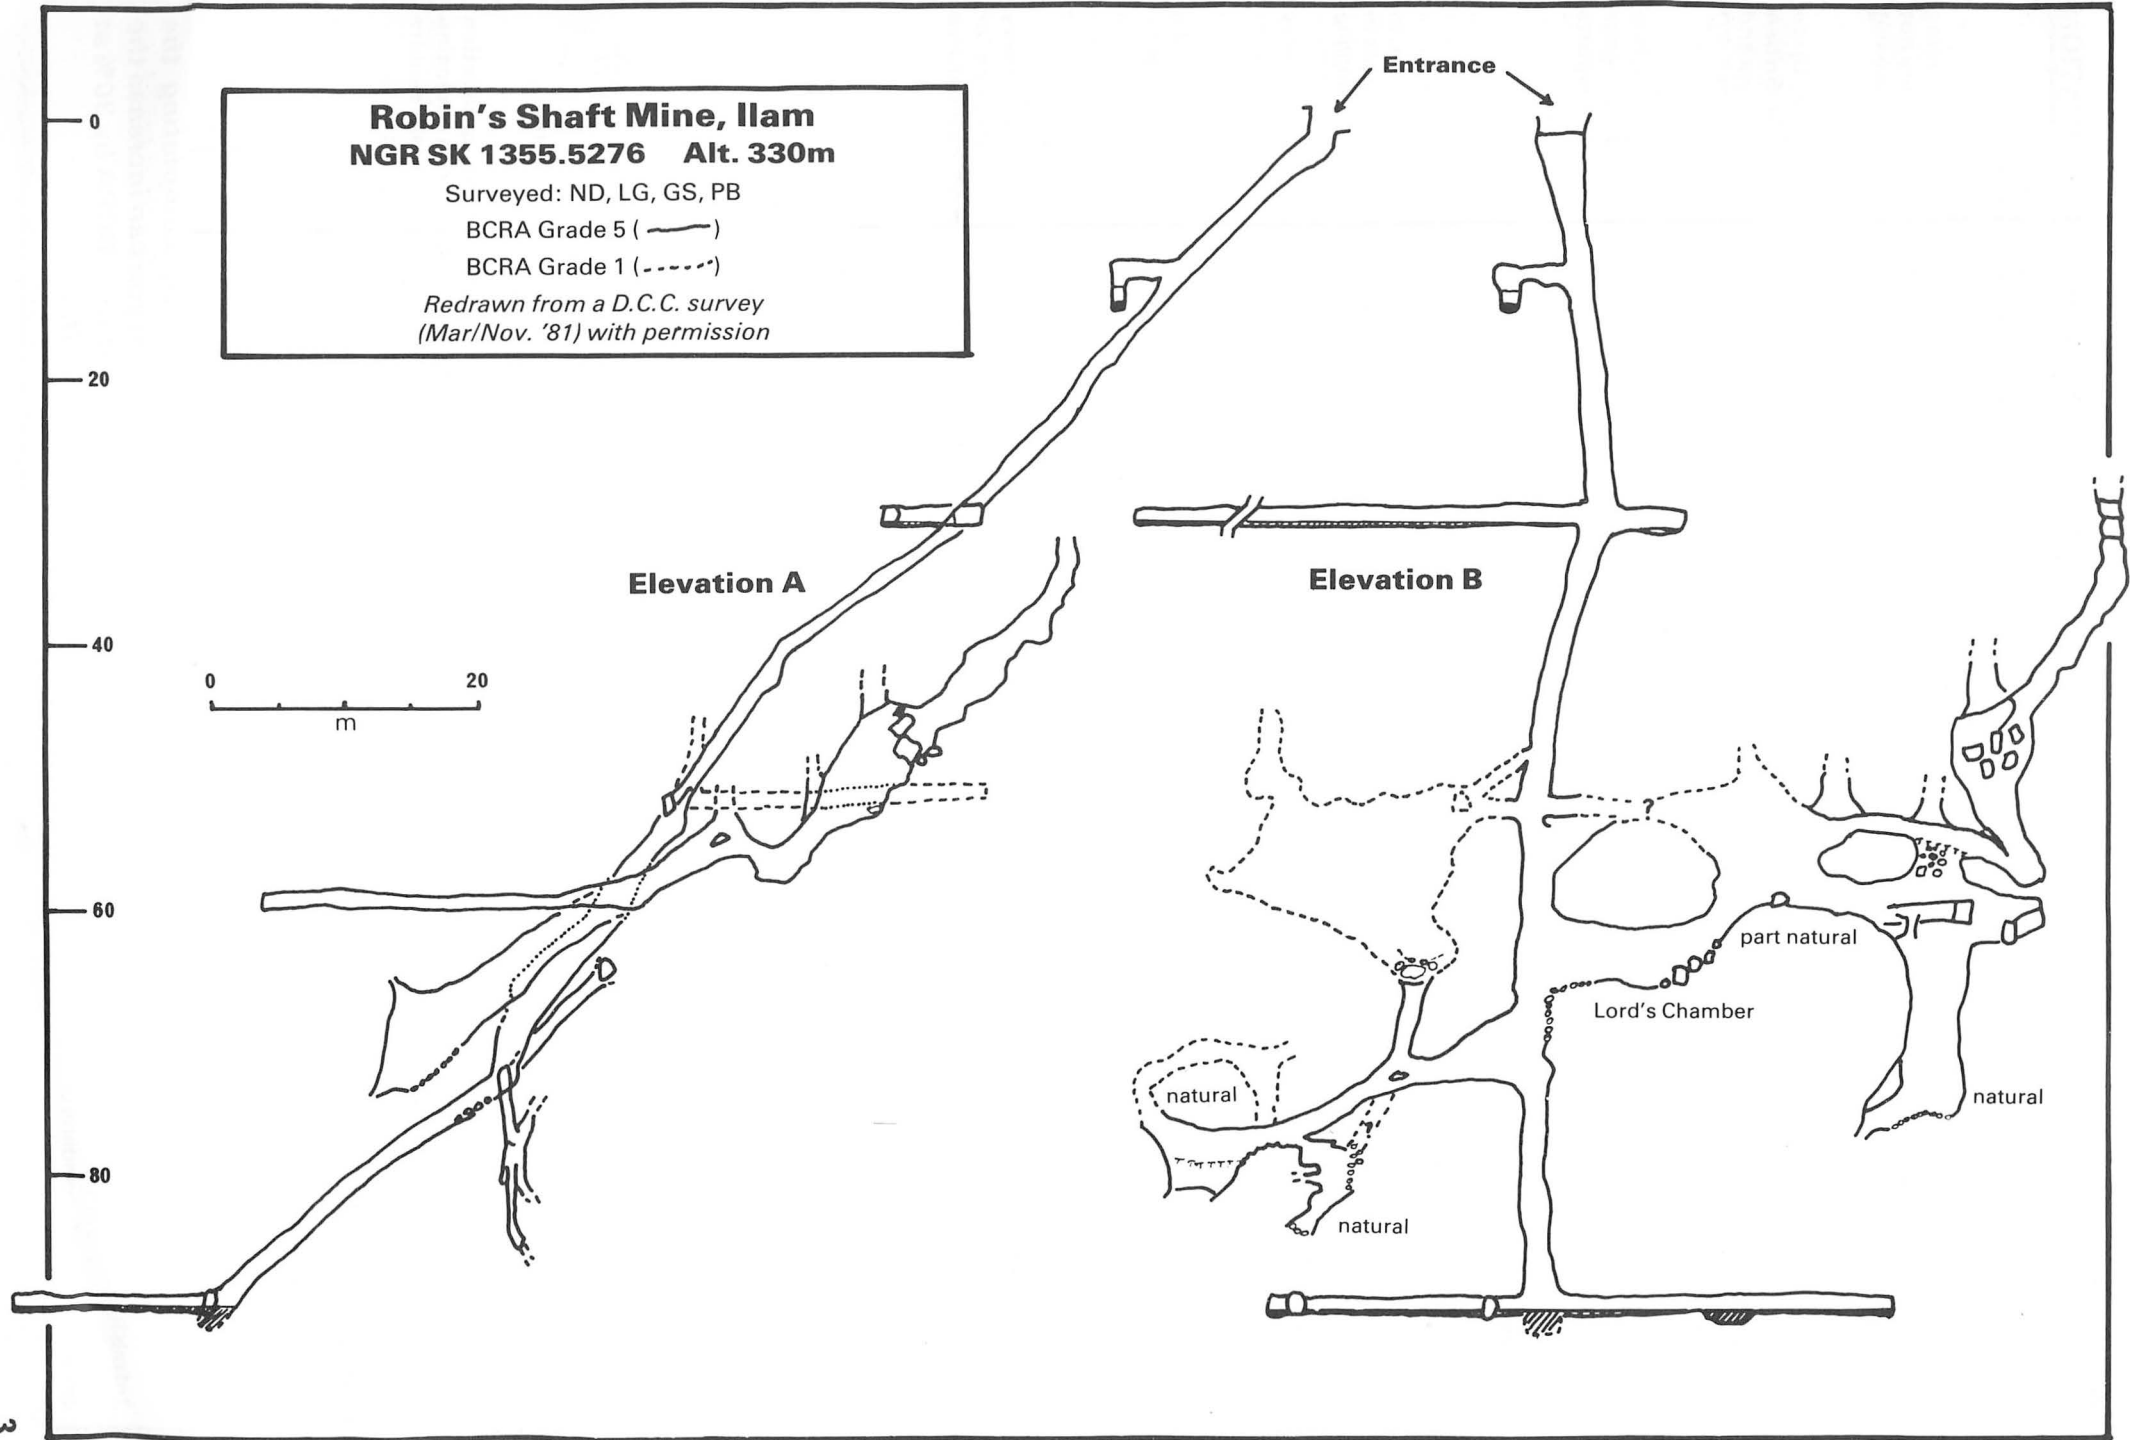 Entrance
Robin's Shaft Mine, Ilam
NGR SK 1355.5276 Alt. 330m
Surveyed: ND, LG, GS, PB
BCRA Grade 5 ( )
BCRA Grade 1 ( )
Redrawn from a D.C.C. survey
(Mar/Nov. '81) with permission
0
20
40
60
80
0 20
m
Elevation A
Elevation B
?
part natural
Lord's Chamber
natural
natural
natural
3